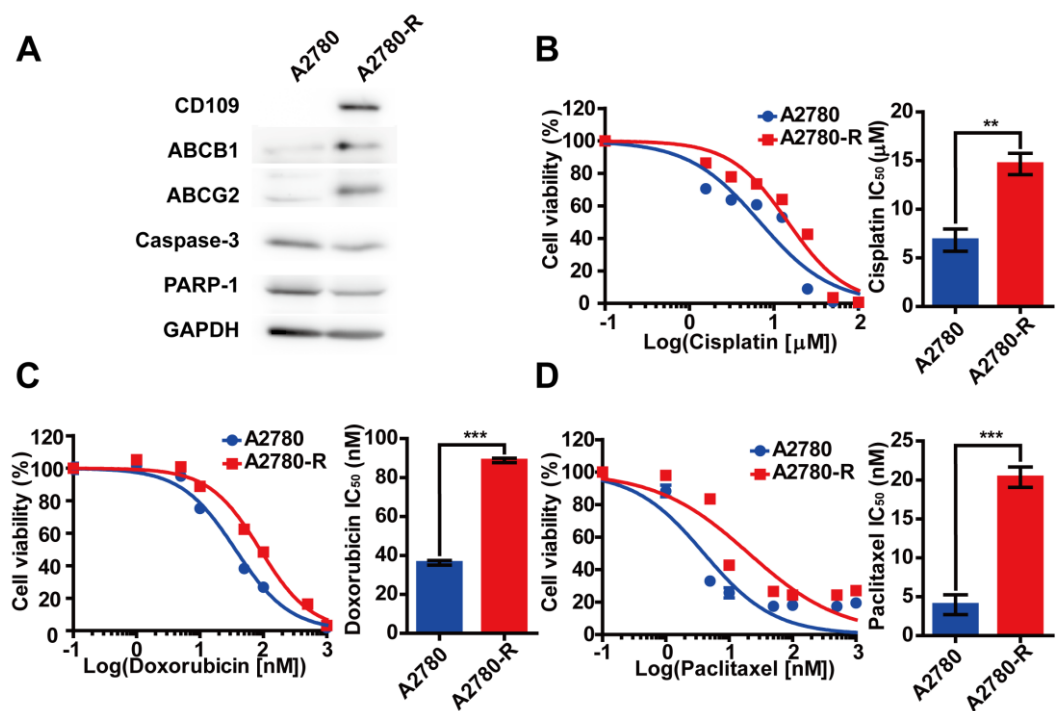 A
A2780
A2780-R
CD109
ABCB1
ABCG2
Caspase-3
PARP-1
GAPDH
B
Cell viability (%)
120
100
80
60
40
20
0
-1
0
1
2
Log(Cisplatin [μM])
A2780
A2780-R
Cisplatin IC50 (μM)
20
15
10
5
0
**
A2780
A2780-R
C
Cell viability (%)
120
100
80
60
40
20
0
-1
0
1
2
3
Log(Doxorubicin [nM])
A2780
A2780-R
Doxorubicin IC50 (nM)
100
80
60
40
20
0
***
A2780
A2780-R
D
Cell viability (%)
120
100
80
60
40
20
0
-1
0
1
2
3
Log(Paclitaxel [nM])
A2780
A2780-R
Paclitaxel IC50 (nM)
25
20
15
10
5
0
***
A2780
A2780-R